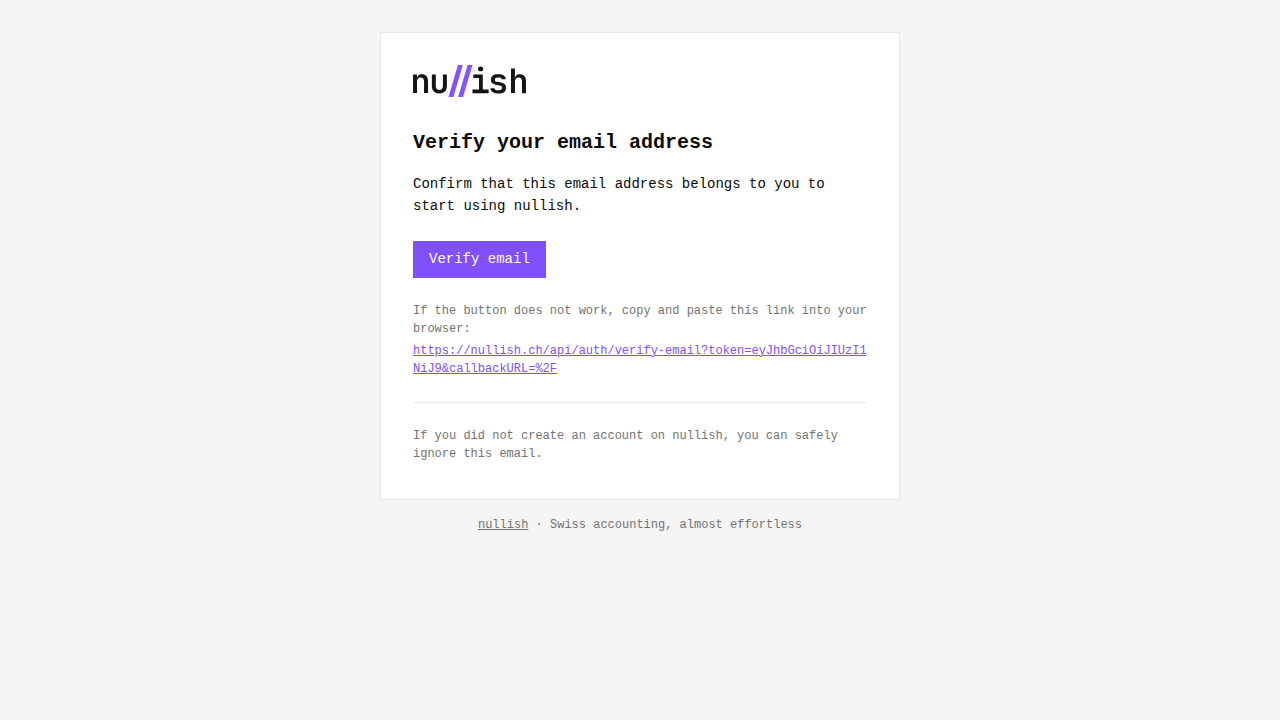 nullish
Verify your email address
Confirm that this email address belongs to you to
start using nullish.
Verify email
If the button does not work, copy and paste this link into your
browser:
https://nullish.ch/api/auth/verify-email?token=eyJhbGciOiJIUzI1
NiJ9&callbackURL=%2F
If you did not create an account on nullish, you can safely
ignore this email.
nullish · Swiss accounting, almost effortless